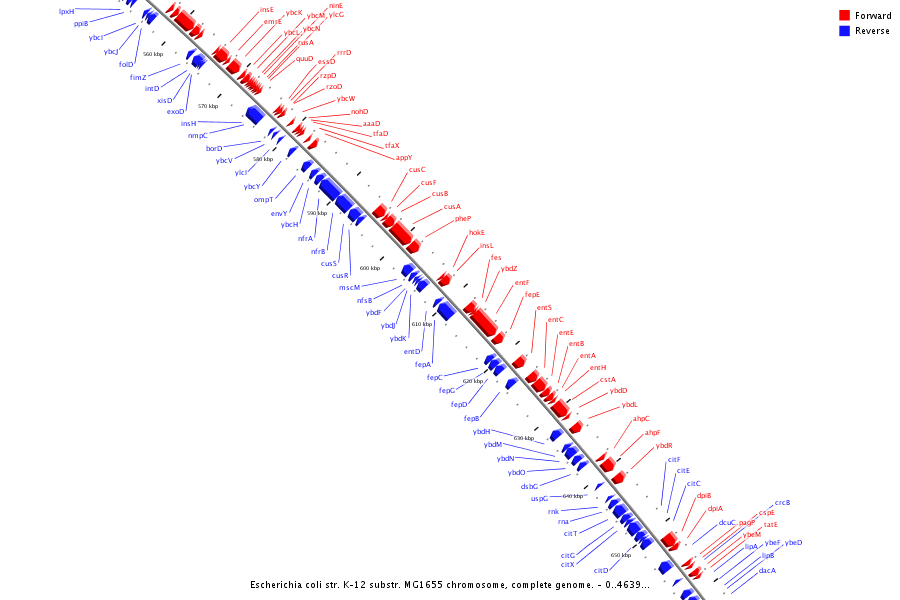 Forward
Reverse
lpxH
ppiB
ybcI
ybcJ
folD
fimZ
intD
xisD
exoD
insH
nmpC
borD
ybcV
ylcI
ybcY
ompT
envY
ybcH
nfrA
nfrB
cusS
cusR
mscM
nfsB
ybdF
ybdJ
ybdK
entD
fepA
fepC
fepG
fepD
fepB
ybdH
ybdM
ybdN
ybdO
dsbG
uspG
rnk
rna
citT
citG
citX
citD
560 kbp
570 kbp
580 kbp
590 kbp
600 kbp
610 kbp
620 kbp
630 kbp
640 kbp
650 kbp
insE
emrE
ybcK
ybcL
ybcM
ybcN
ninE
ylcG
rusA
quuD
essD
rrrD
rzpD
rzoD
ybcW
nohD
aaaD
tfaD
tfaX
appY
cusC
cusF
cusB
cusA
pheP
hokE
insL
fes
ybdZ
entF
fepE
entS
entC
entE
entB
entA
entH
cstA
ybdD
ybdL
ahpC
ahpF
ybdR
citF
citE
citC
dpiB
dpiA
dcuC
pagP
cspE
crcB
tatE
ybeM
lipA
ybeF
ybeD
lipB
dacA
Escherichia coli str. K-12 substr. MG1655 chromosome, complete genome. - 0..4639...